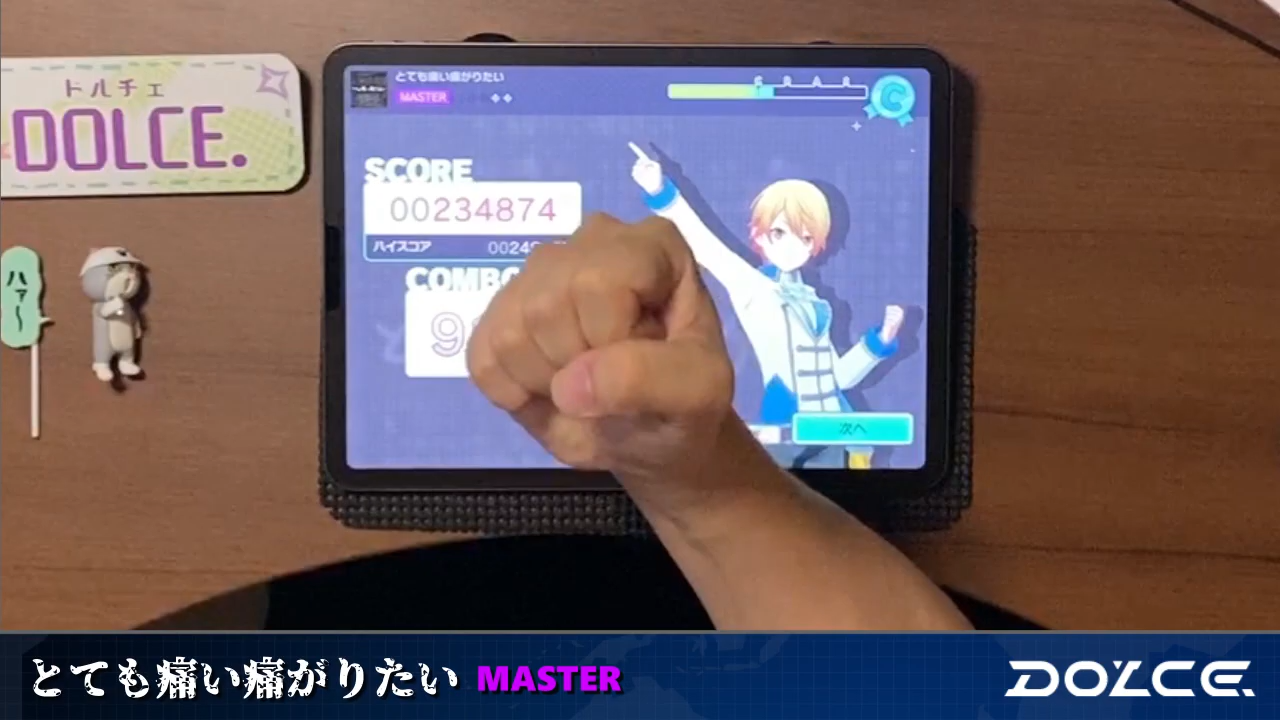 ドルチェ
DOLCE.
ハァ~
とても痛い痛がりたい
MASTER
C B A S
C
SCORE
00234874
ハイスコア
COMBO
次へ
とても痛い痛がりたい MASTER
DOLCE.